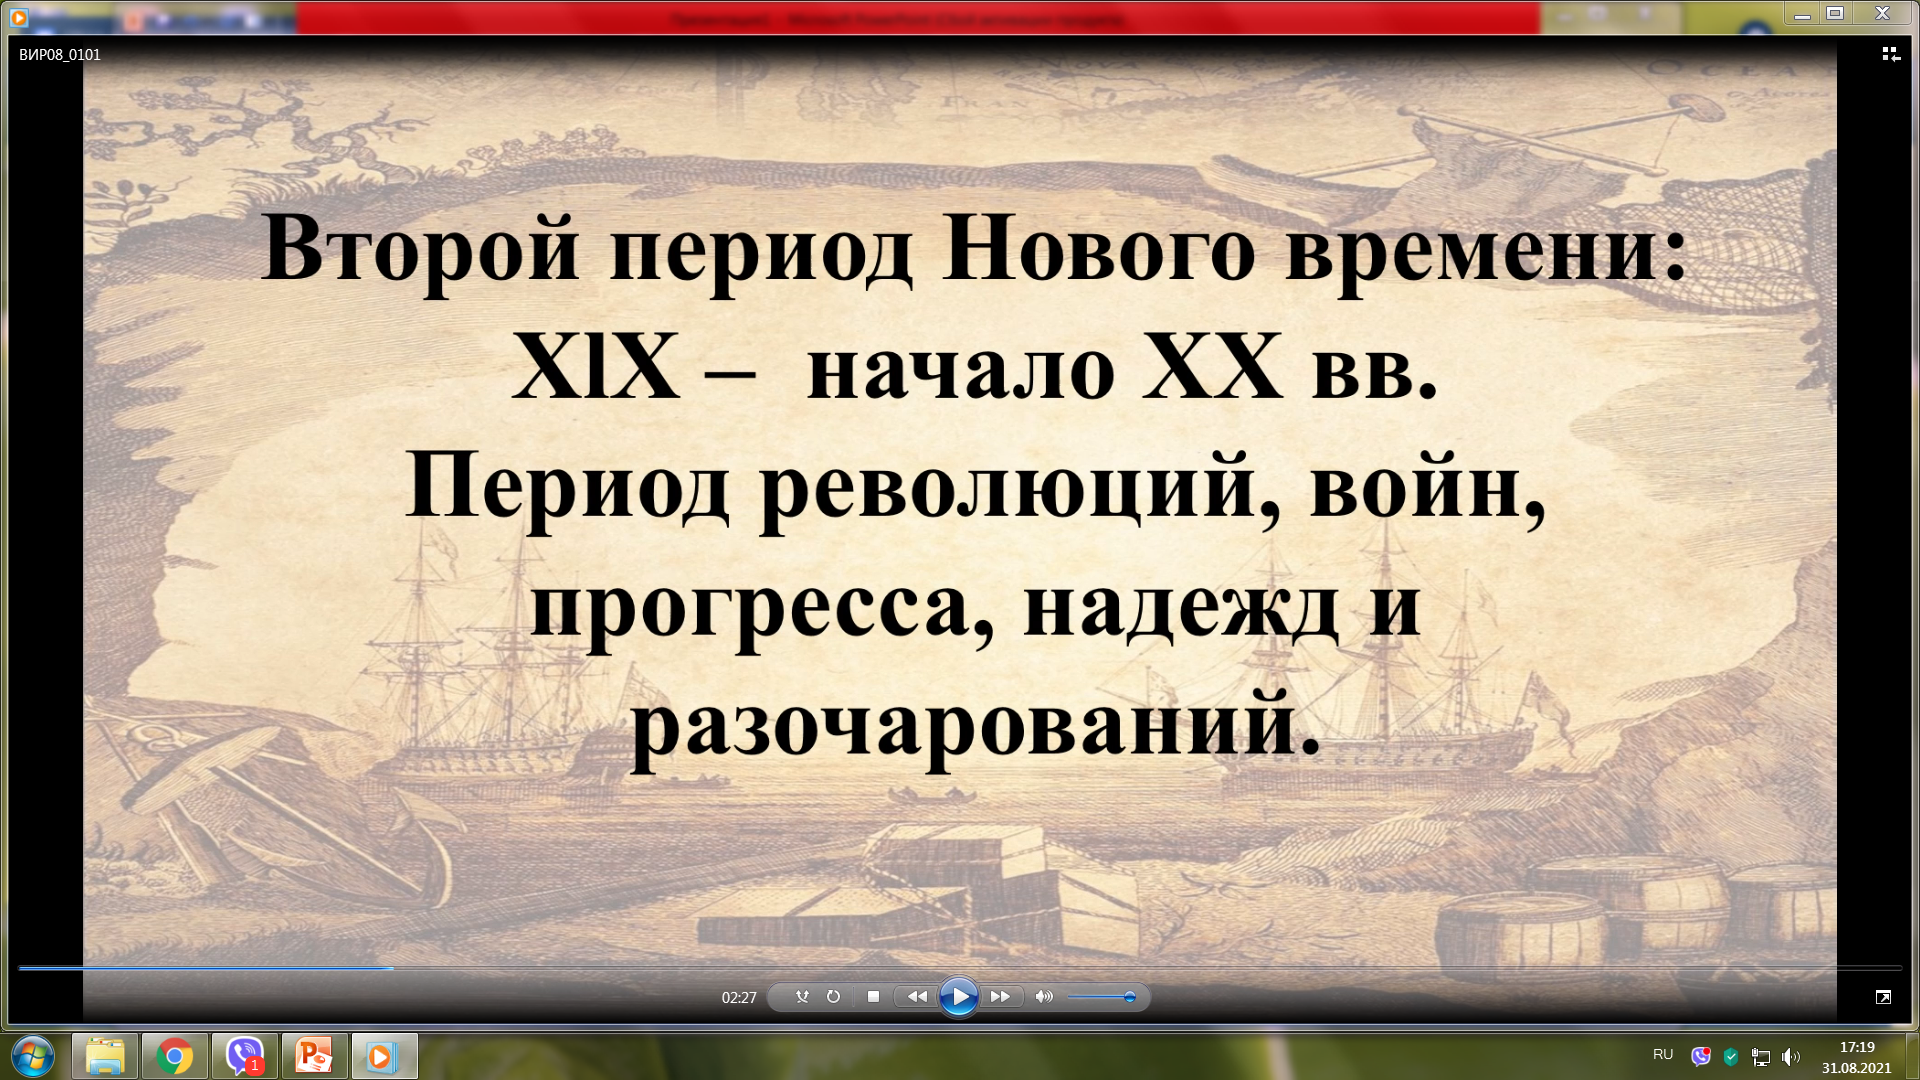 ВИР08_0101
Второй период Нового времени:
XlX – начало XX вв.
Период революций, войн,
прогресса, надежд и
разочарований.
02:27
1
RU
17:19
31.08.2021